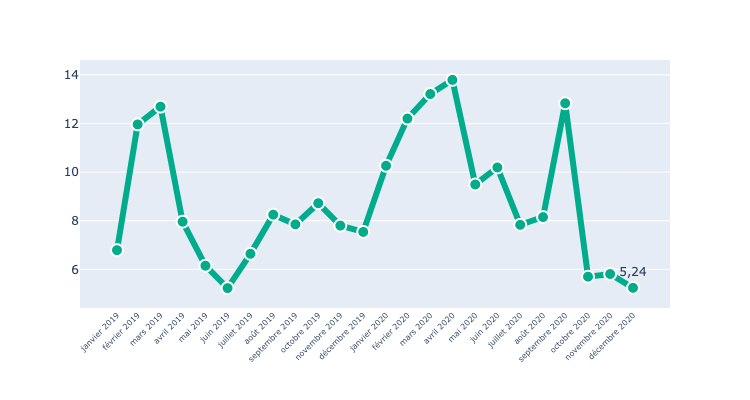 14
12
10
8
6
5,24
janvier 2019
février 2019
mars 2019
avril 2019
mai 2019
juin 2019
juillet 2019
août 2019
septembre 2019
octobre 2019
novembre 2019
décembre 2019
janvier 2020
février 2020
mars 2020
avril 2020
mai 2020
juin 2020
juillet 2020
août 2020
septembre 2020
octobre 2020
novembre 2020
décembre 2020